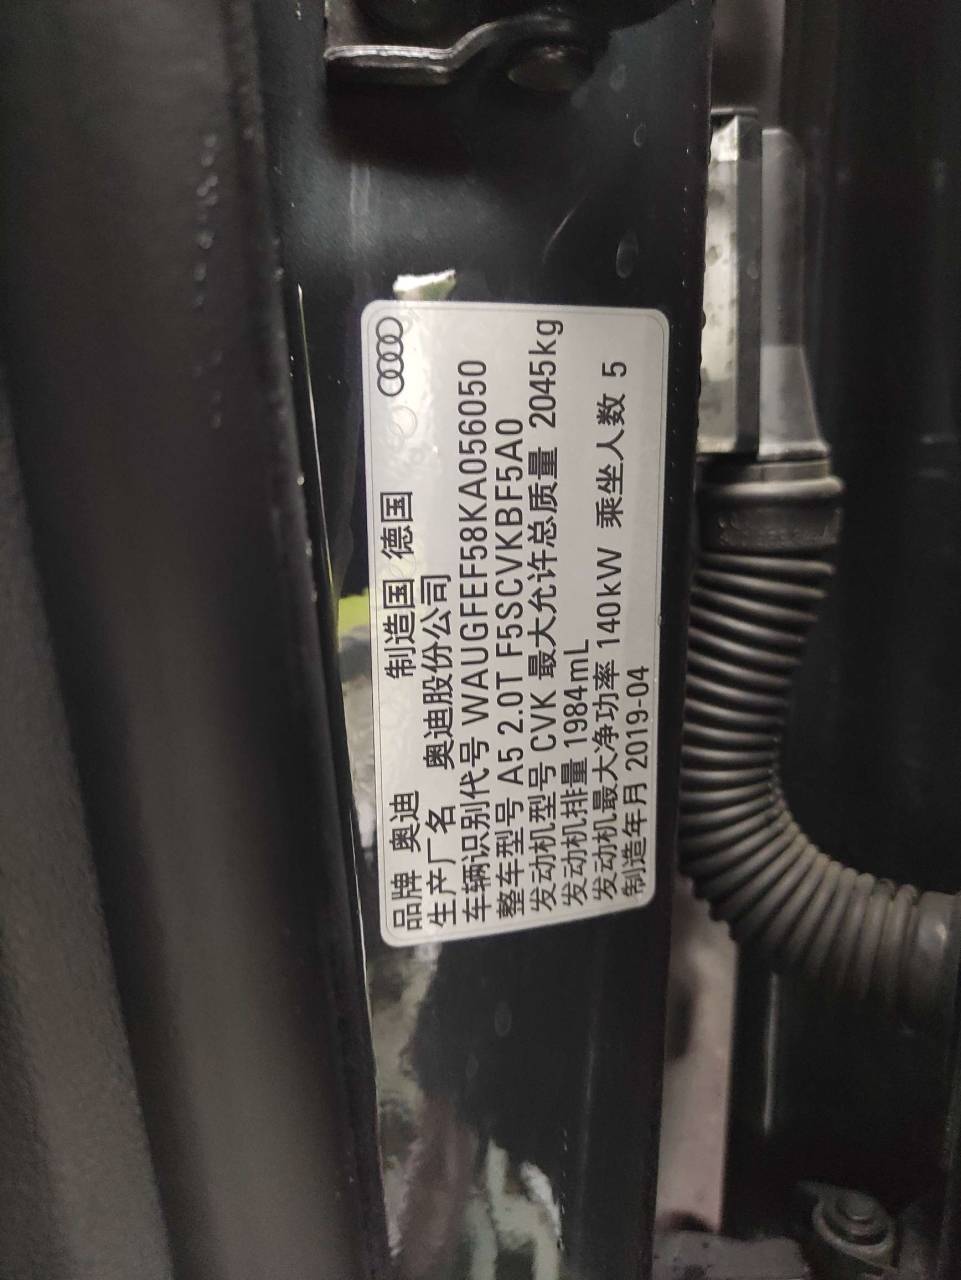 品牌 奥迪 制造国 德国
生产厂名 奥迪股份公司
车辆识别代号 WAUGFEF58KA056050
整车型号 A5 2.0T F5SCVKBF5A0
发动机型号 CVK 最大允许总质量 2045kg
发动机排量 1984mL
发动机最大净功率 140kW 乘坐人数 5
制造年月 2019-04